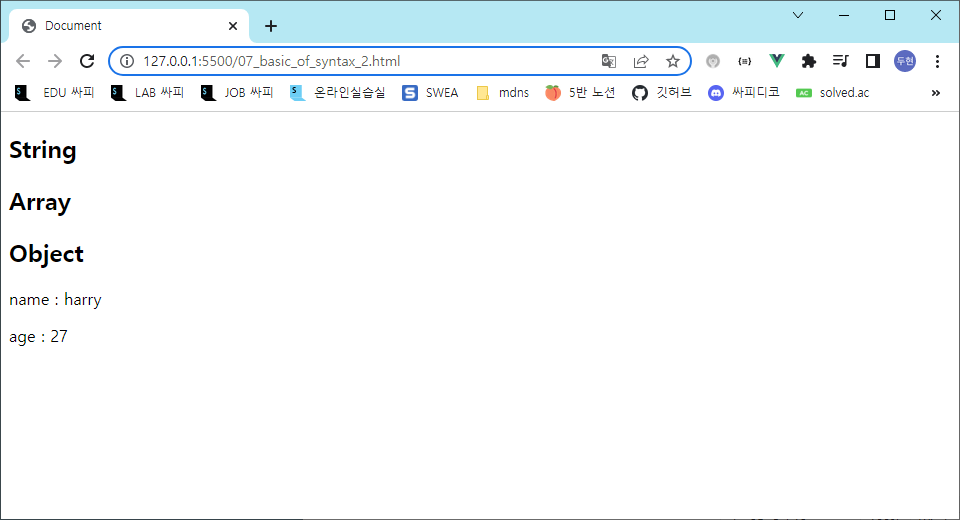 Document
127.0.0.1:5500/07_basic_of_syntax_2.html
두현
EDU 싸피 LAB 싸피 JOB 싸피 온라인실습실 SWEA mdns 5반 노션 깃허브 싸피디코 AC solved.ac
String
Array
Object
name : harry
age : 27